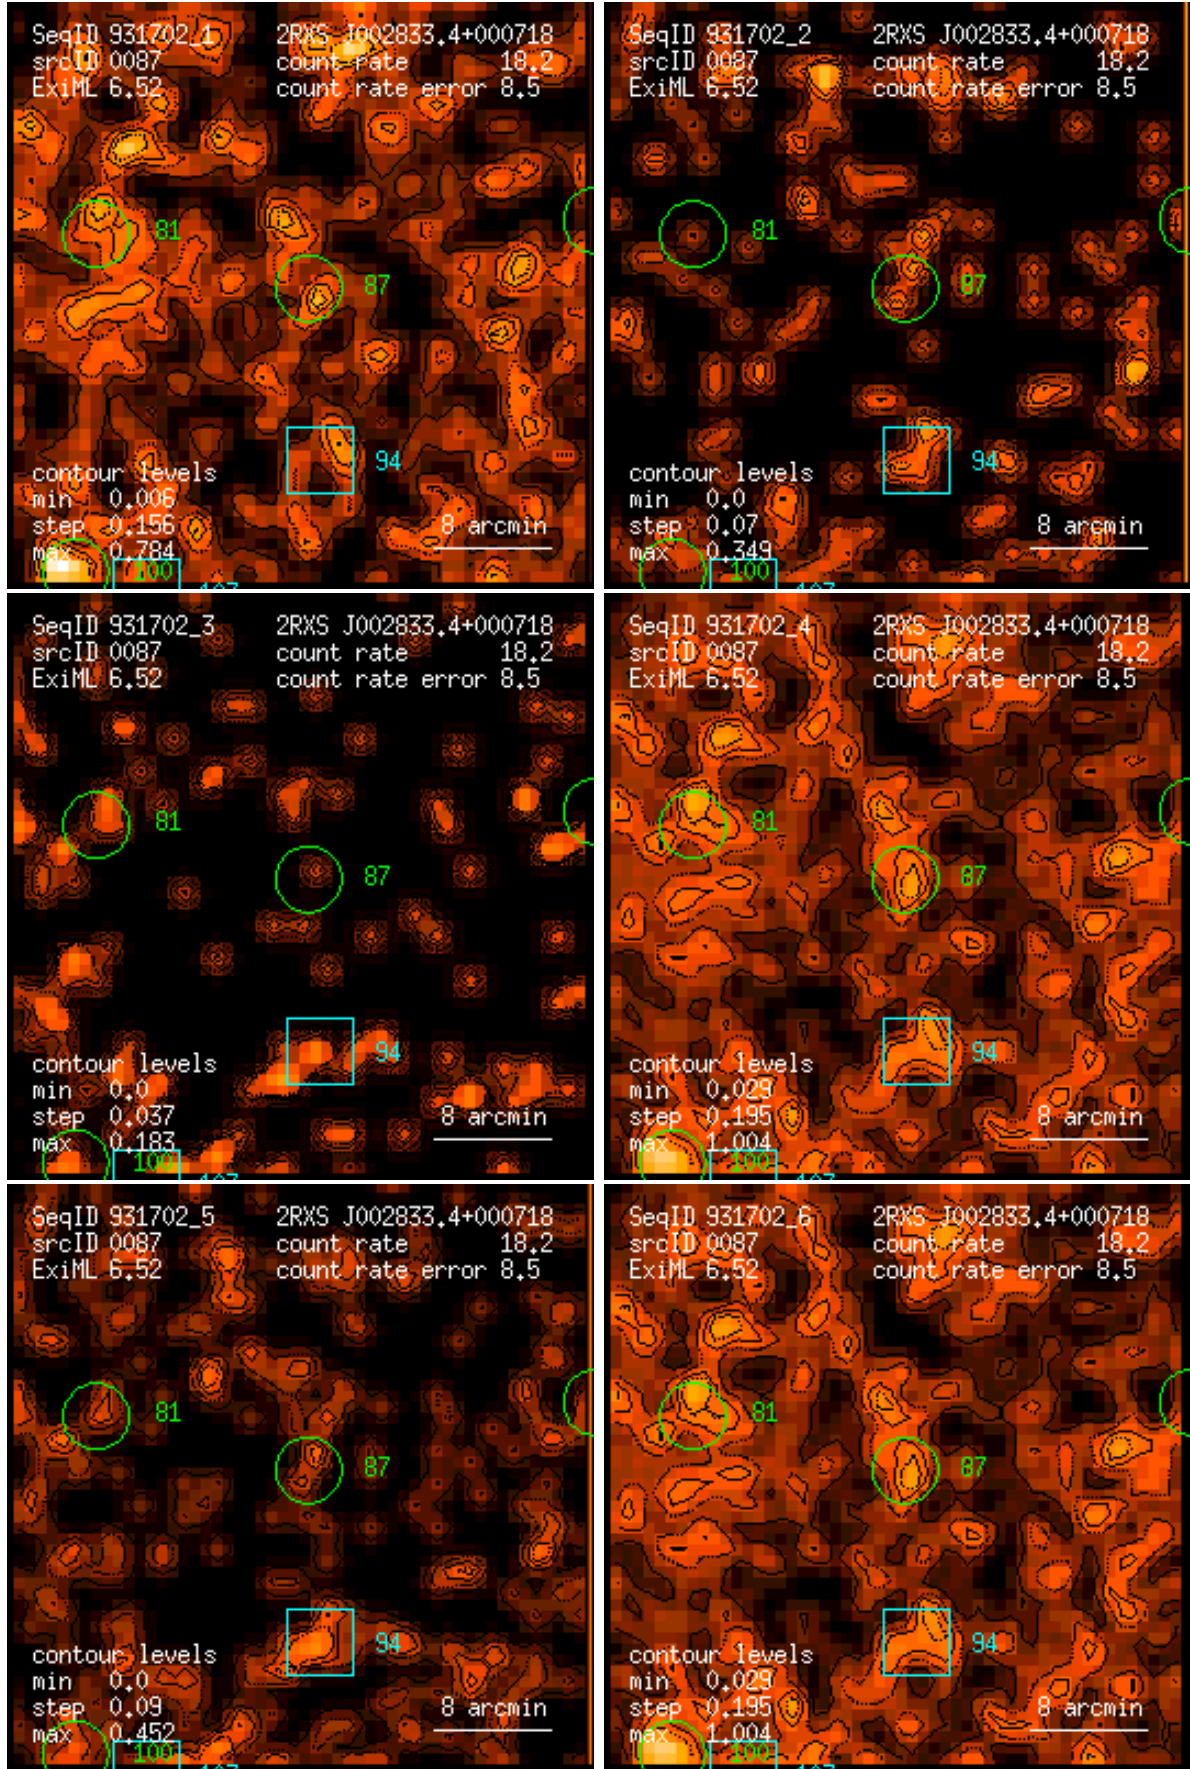 SeqID 931702_1 2RXS J002833.4+000718
srcID 0087 count rate 18.2
ExiML 6.52 count rate error 8.5
81
87
94
contour levels
min 0.006
step 0.156
max 0.784
8 arcmin
100
SeqID 931702_2 2RXS J002833.4+000718
srcID 0087 count rate 18.2
ExiML 6.52 count rate error 8.5
81
87
94
contour levels
min 0.0
step 0.07
max 0.349
8 arcmin
100
SeqID 931702_3 2RXS J002833.4+000718
srcID 0087 count rate 18.2
ExiML 6.52 count rate error 8.5
81
87
94
contour levels
min 0.0
step 0.037
max 0.183
8 arcmin
100
SeqID 931702_4 2RXS J002833.4+000718
srcID 0087 count rate 18.2
ExiML 6.52 count rate error 8.5
81
87
94
contour levels
min 0.029
step 0.195
max 1.004
8 arcmin
100
SeqID 931702_5 2RXS J002833.4+000718
srcID 0087 count rate 18.2
ExiML 6.52 count rate error 8.5
81
87
94
contour levels
min 0.0
step 0.09
max 0.452
8 arcmin
100
SeqID 931702_6 2RXS J002833.4+000718
srcID 0087 count rate 18.2
ExiML 6.52 count rate error 8.5
81
87
94
contour levels
min 0.029
step 0.195
max 1.004
8 arcmin
100